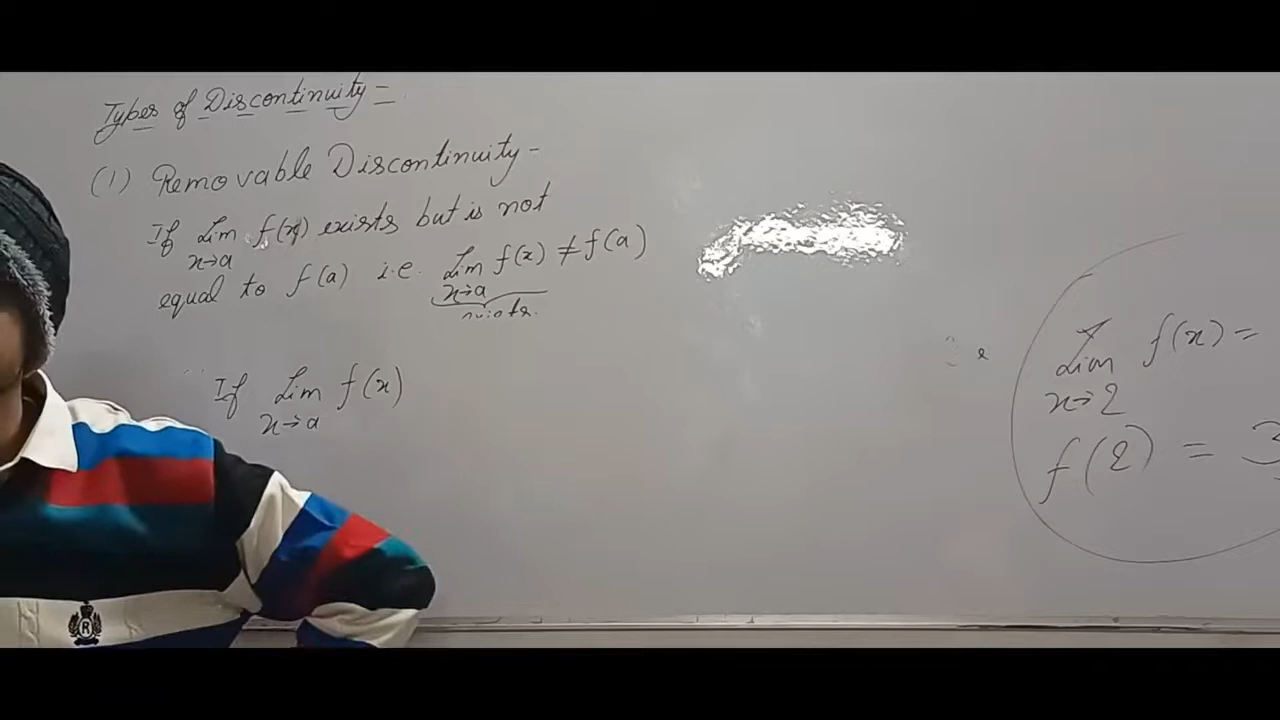 Types of Discontinuity =
(1) Removable Discontinuity -
If Lim f(x) exists but is not
x→a
equal to f(a) i.e. Lim f(x) ≠ f(a)
x→a
exists.
If Lim f(x)
x→a
Lim f(x) =
x→2
f(2) = 3
R